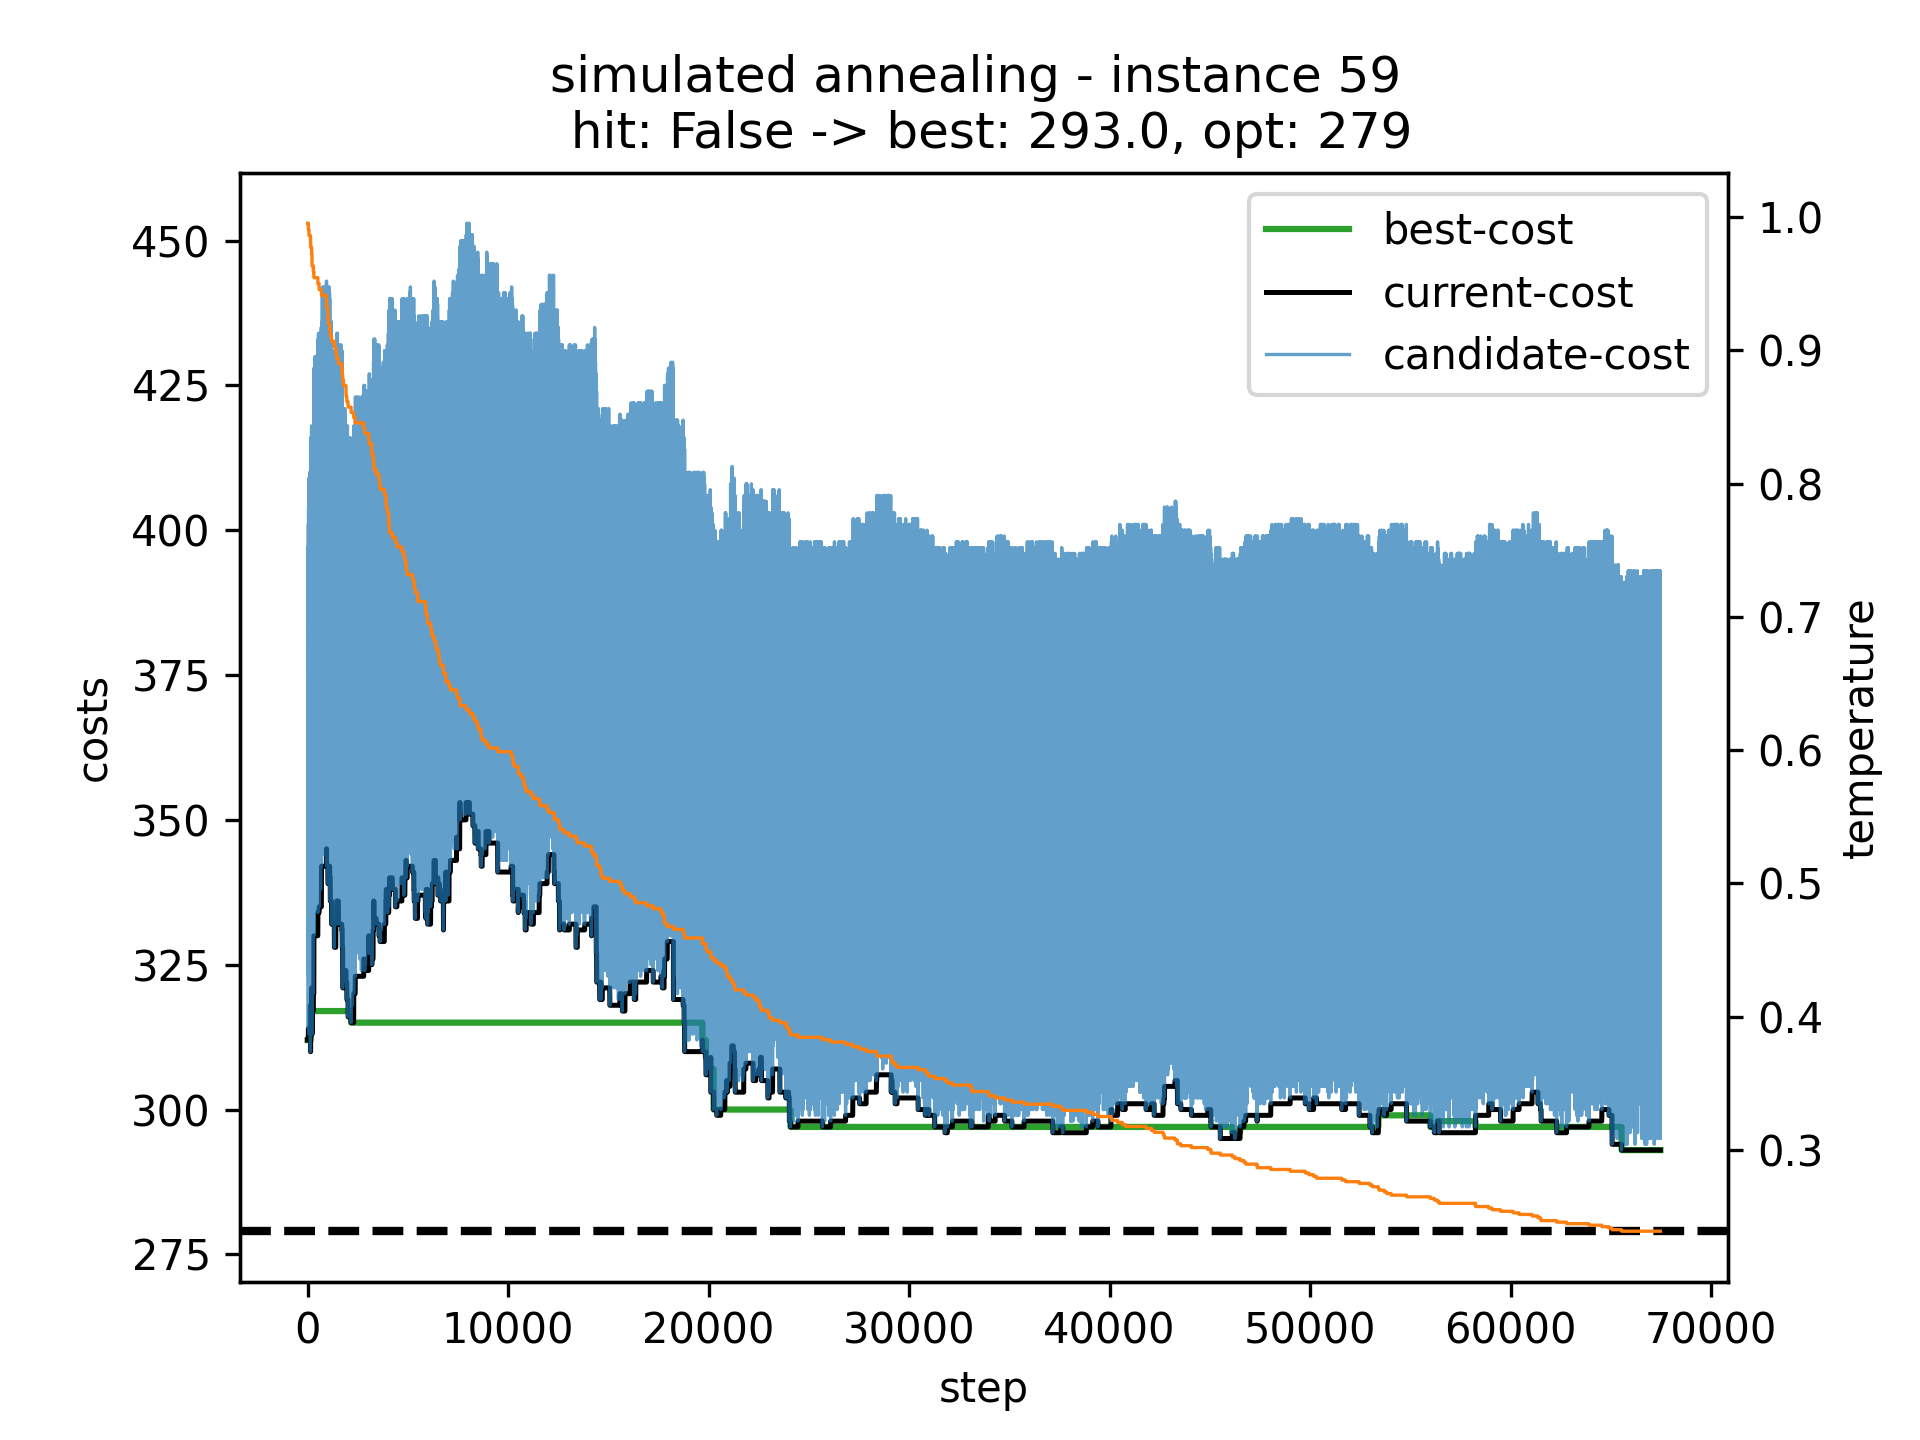 simulated annealing - instance 59
hit: False -> best: 293.0, opt: 279
best-cost
current-cost
candidate-cost
costs
450
425
400
375
350
325
300
275
temperature
1.0
0.9
0.8
0.7
0.6
0.5
0.4
0.3
0 10000 20000 30000 40000 50000 60000 70000
step